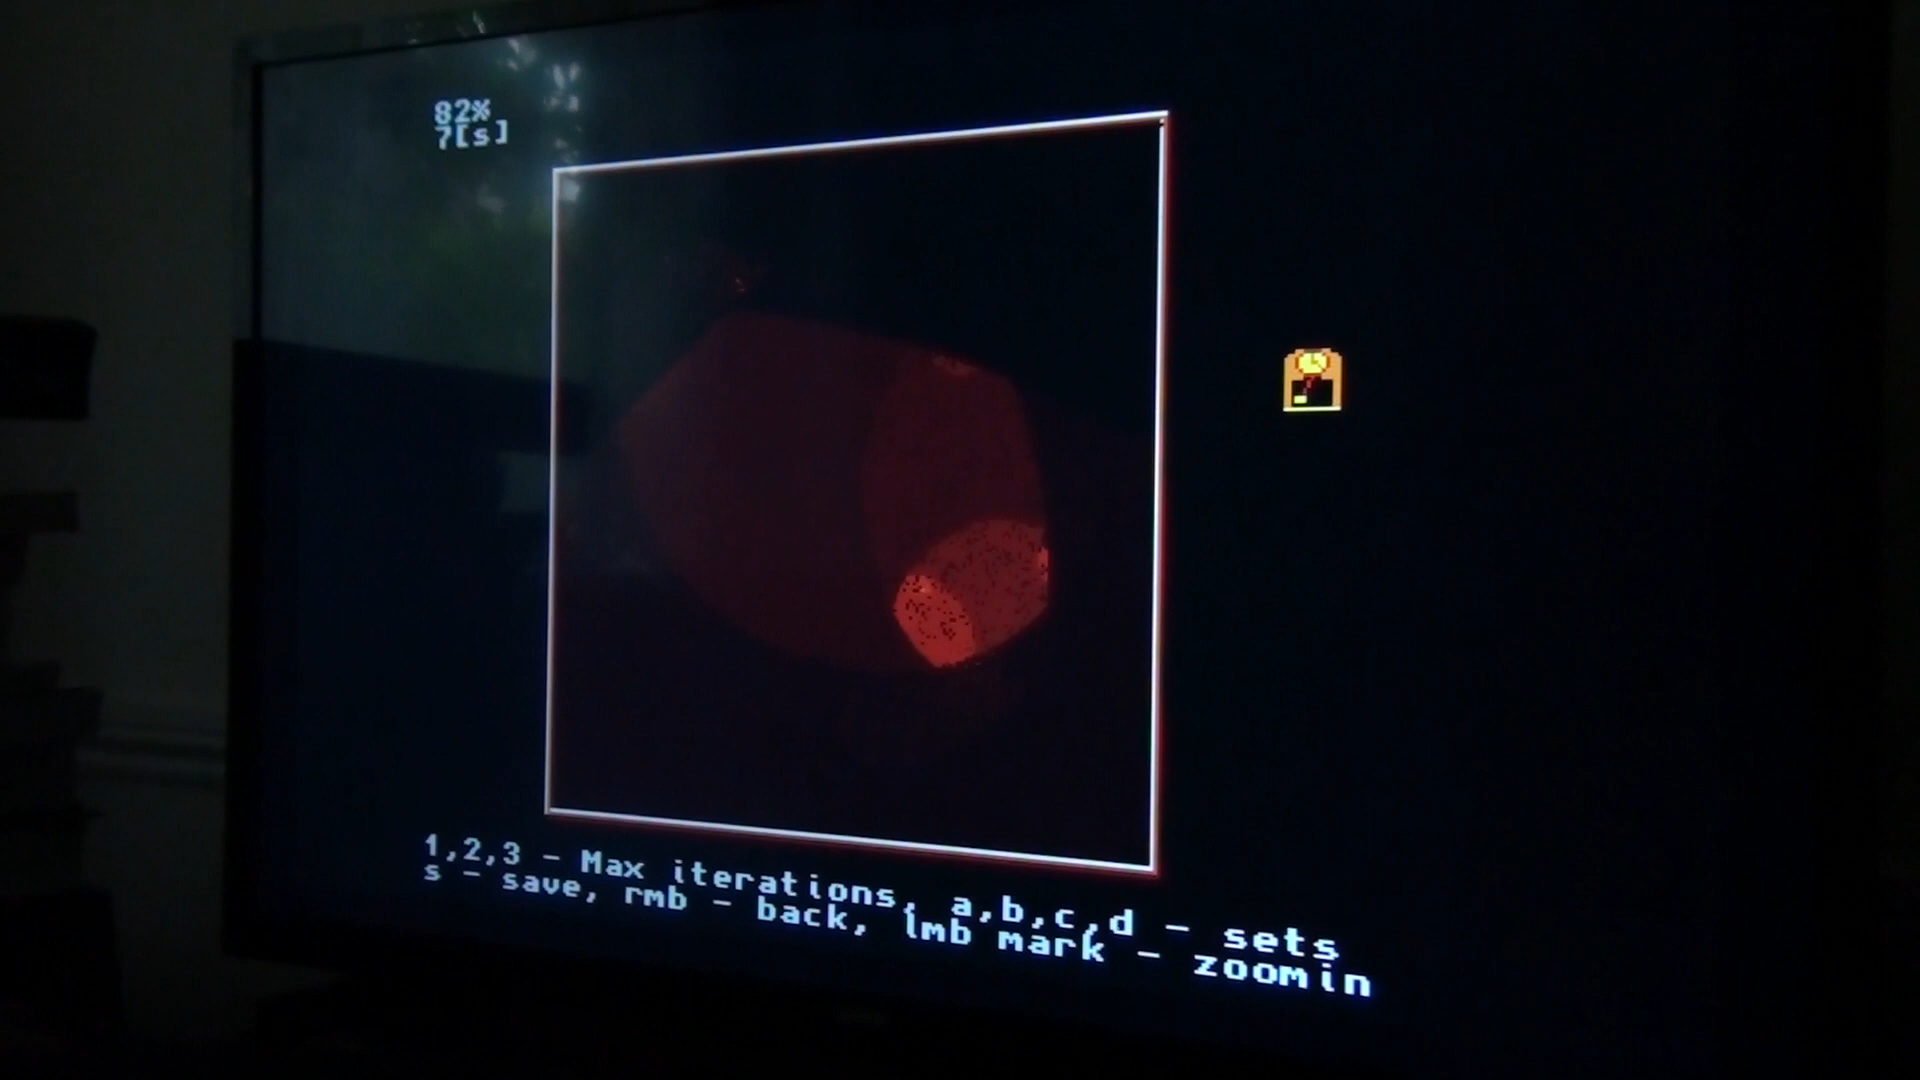 82%
7[s]
1,2,3 - Max iterations, a,b,c,d - sets
s - save, rmb - back, lmb mark - zoomin